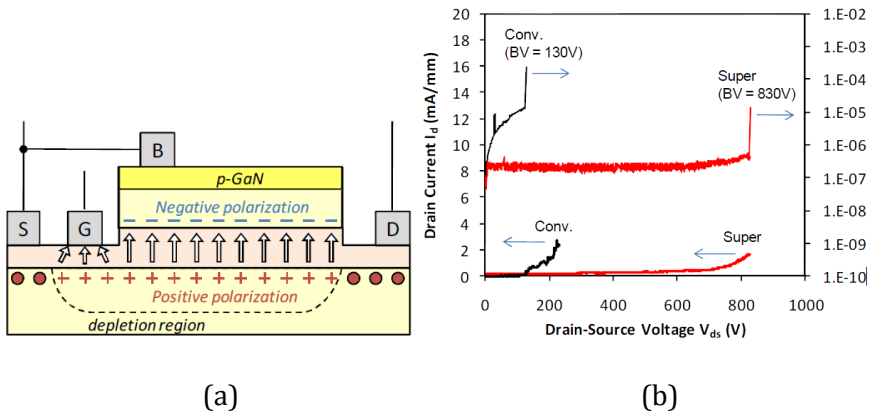 B
p-GaN
Negative polarization
S
G
D
Positive polarization
depletion region
(a)
20
18
16
14
12
10
8
6
4
2
0
Drain Current Id (mA/mm)
1.E-02
1.E-03
1.E-04
1.E-05
1.E-06
1.E-07
1.E-08
1.E-09
1.E-10
Conv.
(BV = 130V)
Super
(BV = 830V)
Conv.
Super
0 200 400 600 800 1000
Drain-Source Voltage Vds (V)
(b)